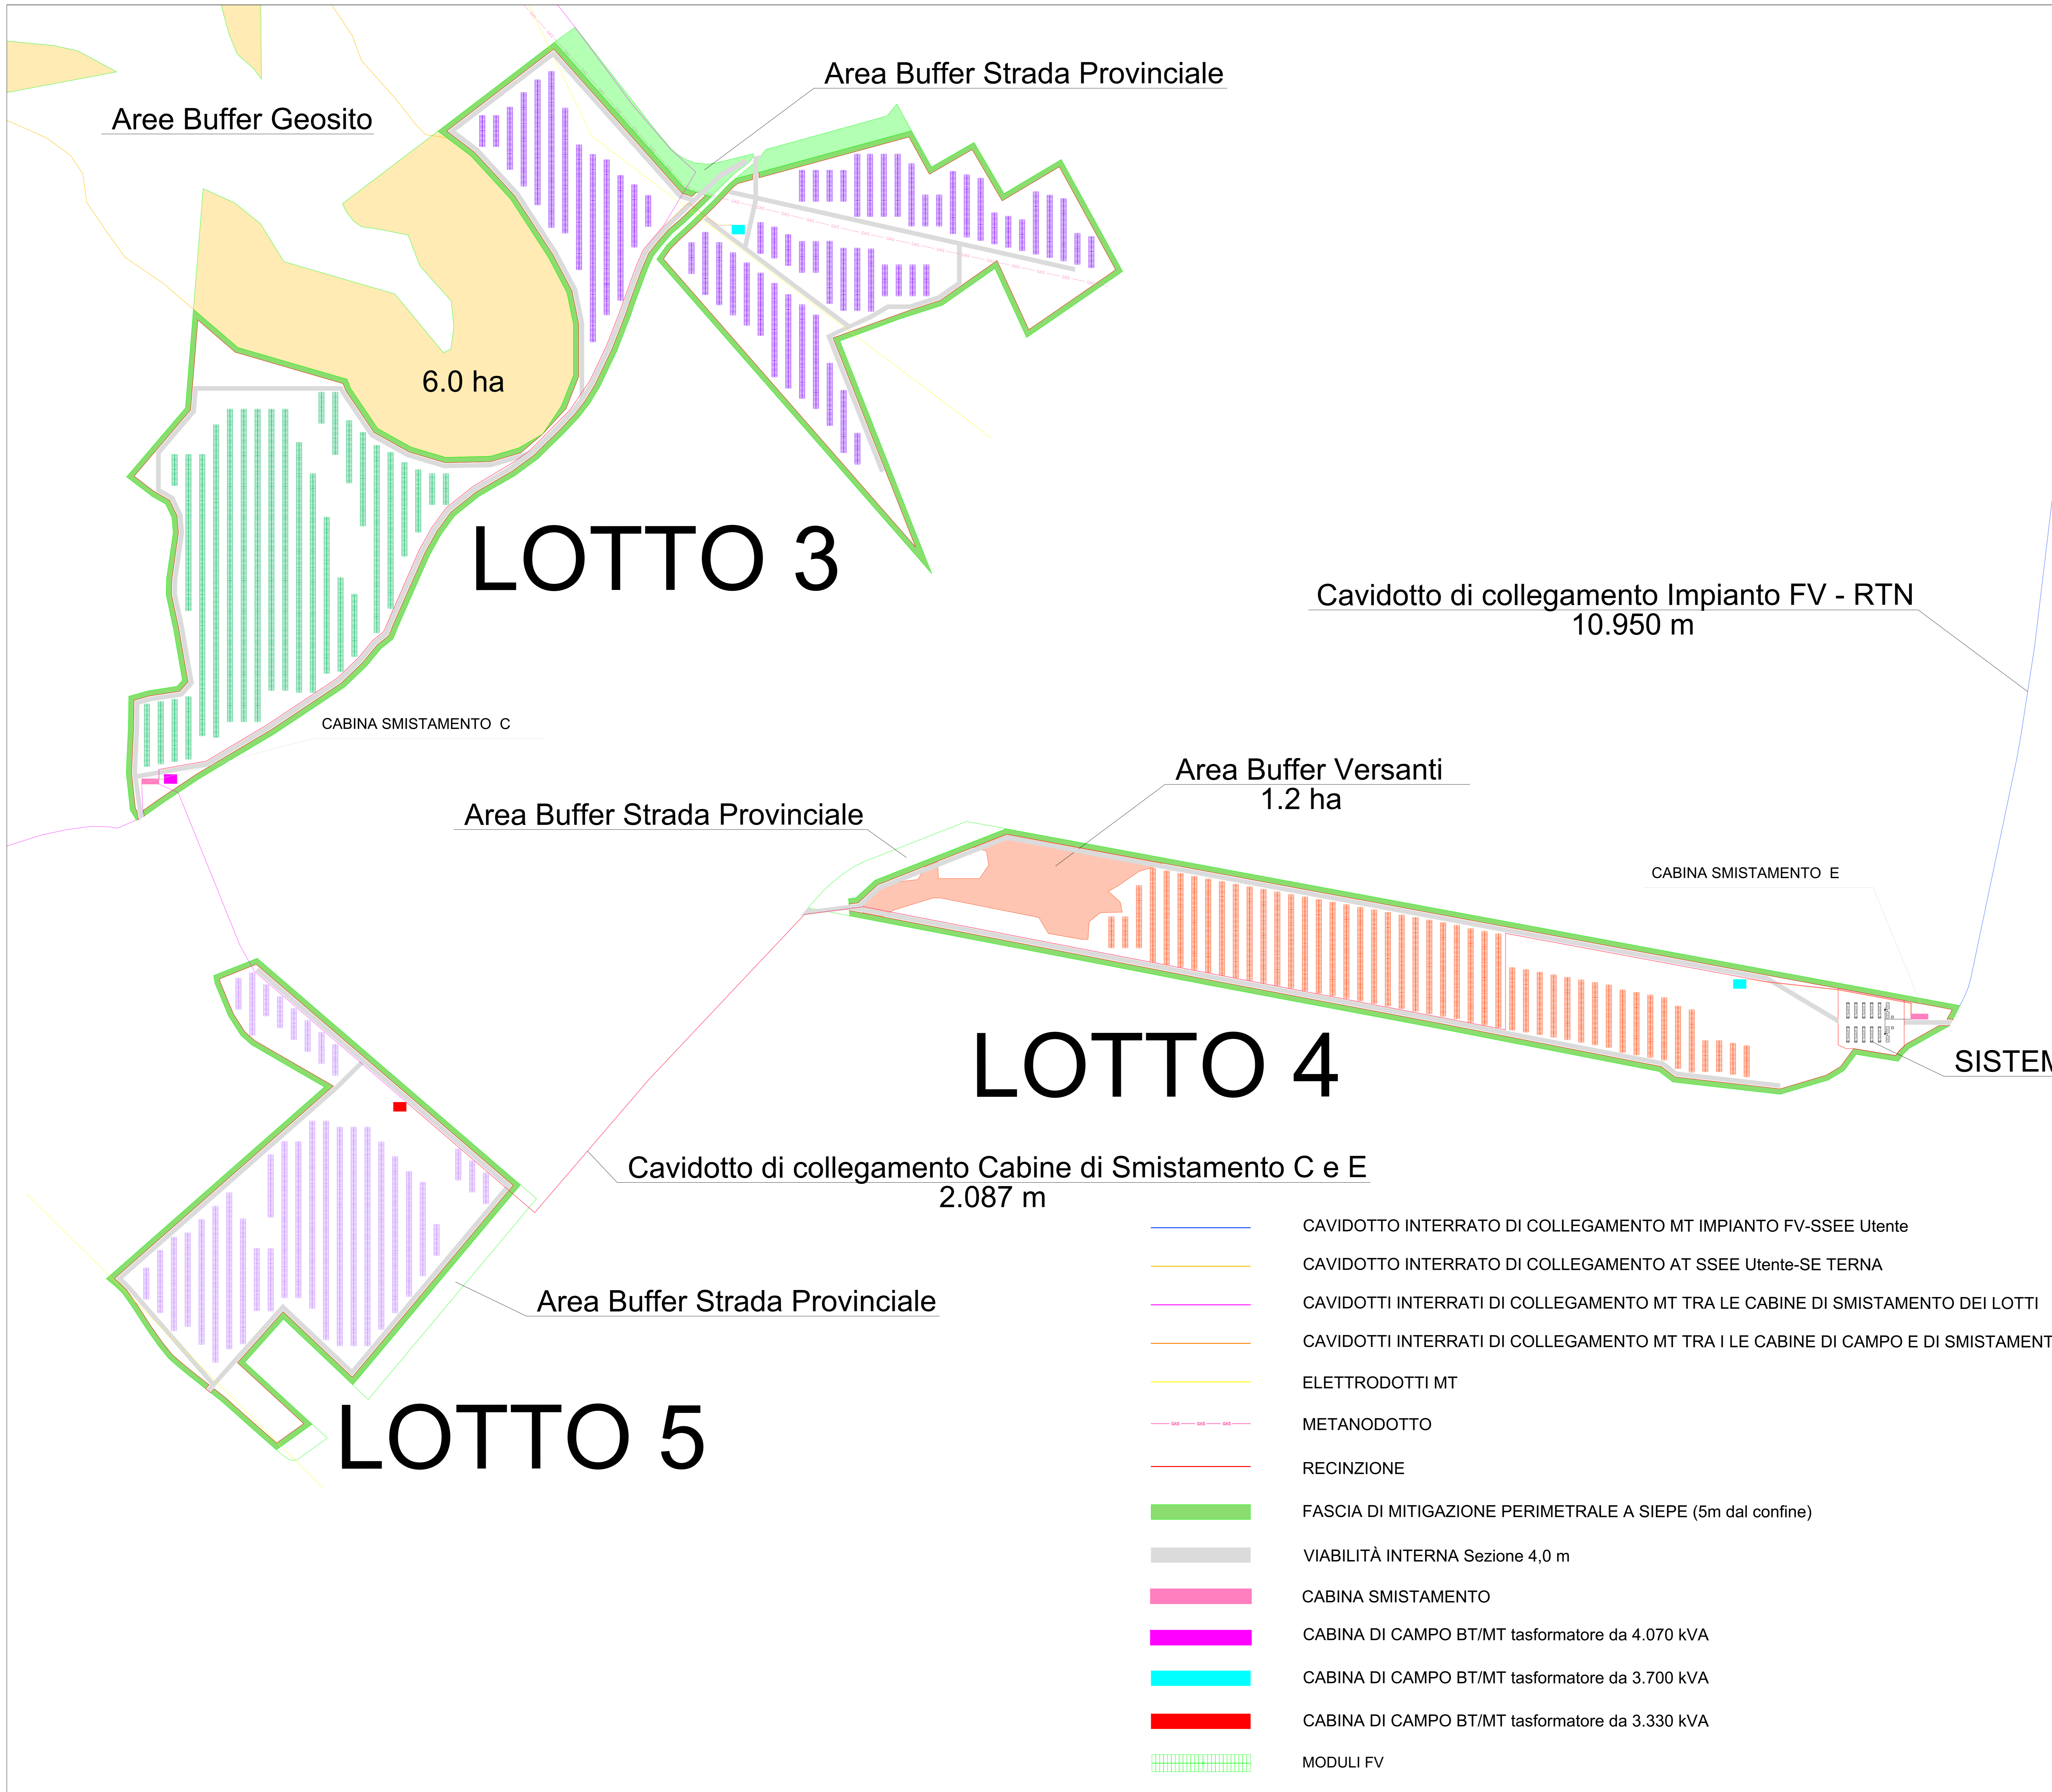 Area Buffer Strada Provinciale
Aree Buffer Geosito
6.0 ha
LOTTO 3
Cavidotto di collegamento Impianto FV - RTN
10.950 m
CABINA SMISTAMENTO C
Area Buffer Versanti
1.2 ha
Area Buffer Strada Provinciale
CABINA SMISTAMENTO E
LOTTO 4
SISTEM
Cavidotto di collegamento Cabine di Smistamento C e E
2.087 m
Area Buffer Strada Provinciale
LOTTO 5
CAVIDOTTO INTERRATO DI COLLEGAMENTO MT IMPIANTO FV-SSEE Utente
CAVIDOTTO INTERRATO DI COLLEGAMENTO AT SSEE Utente-SE TERNA
CAVIDOTTI INTERRATI DI COLLEGAMENTO MT TRA LE CABINE DI SMISTAMENTO DEI LOTTI
CAVIDOTTI INTERRATI DI COLLEGAMENTO MT TRA I LE CABINE DI CAMPO E DI SMISTAMENT
ELETTRODOTTI MT
GAS GAS GAS
METANODOTTO
RECINZIONE
FASCIA DI MITIGAZIONE PERIMETRALE A SIEPE (5m dal confine)
VIABILITÀ INTERNA Sezione 4,0 m
CABINA SMISTAMENTO
CABINA DI CAMPO BT/MT tasformatore da 4.070 kVA
CABINA DI CAMPO BT/MT tasformatore da 3.700 kVA
CABINA DI CAMPO BT/MT tasformatore da 3.330 kVA
MODULI FV